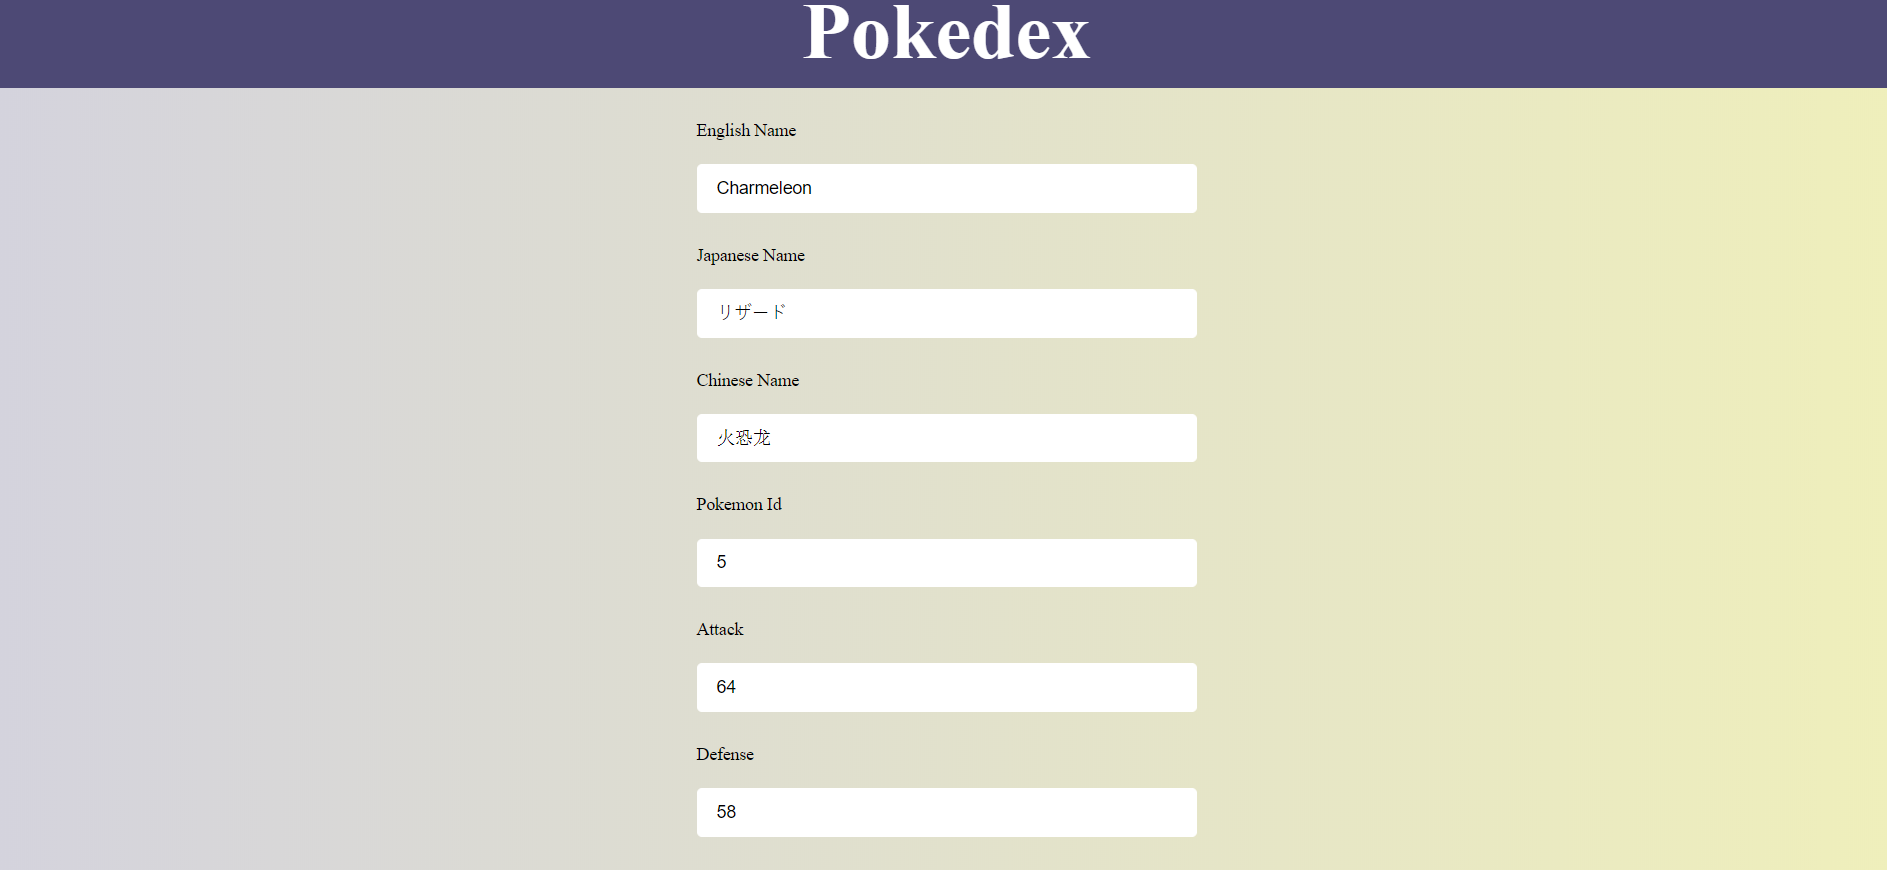 Pokedex
English Name
Charmeleon
Japanese Name
リザード
Chinese Name
火恐龙
Pokemon Id
5
Attack
64
Defense
58